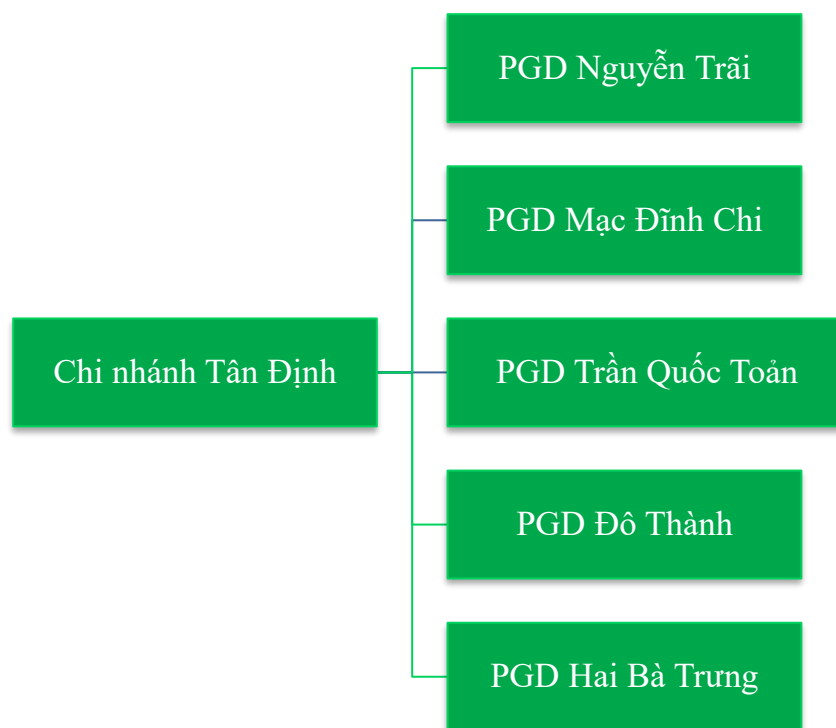 PGD Nguyễn Trãi
PGD Mạc Đĩnh Chi
Chi nhánh Tân Định
PGD Trần Quốc Toản
PGD Đô Thành
PGD Hai Bà Trưng